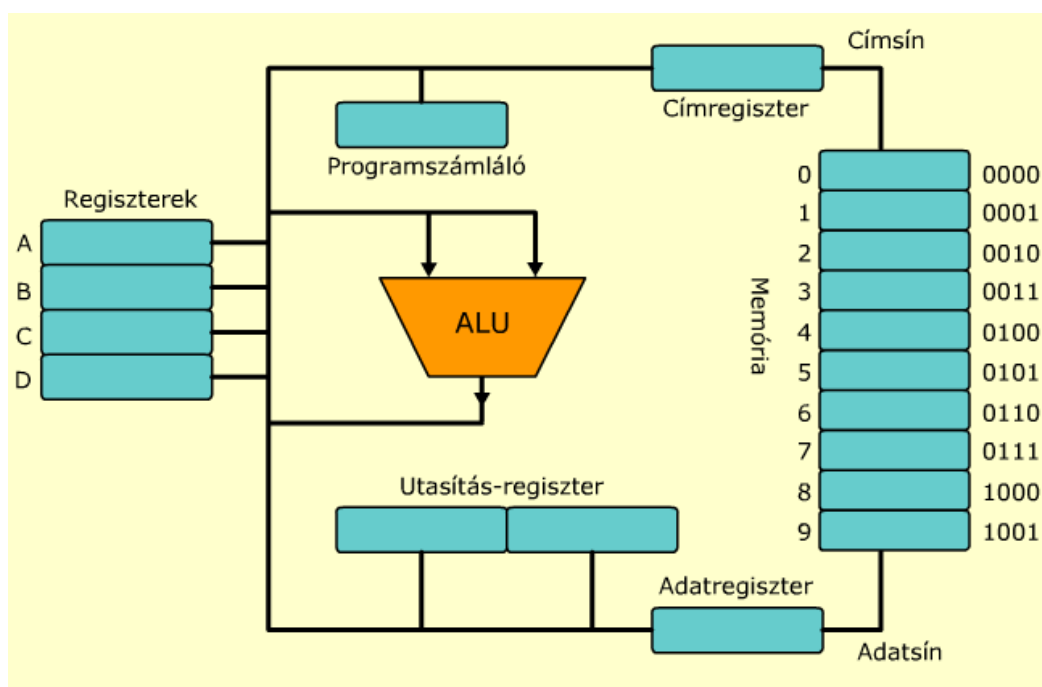 Címsín
Címregiszter
Programszámláló
Regiszterek
A
B
C
D
ALU
Memória
0 0000
1 0001
2 0010
3 0011
4 0100
5 0101
6 0110
7 0111
8 1000
9 1001
Utasítás-regiszter
Adatregiszter
Adatsín